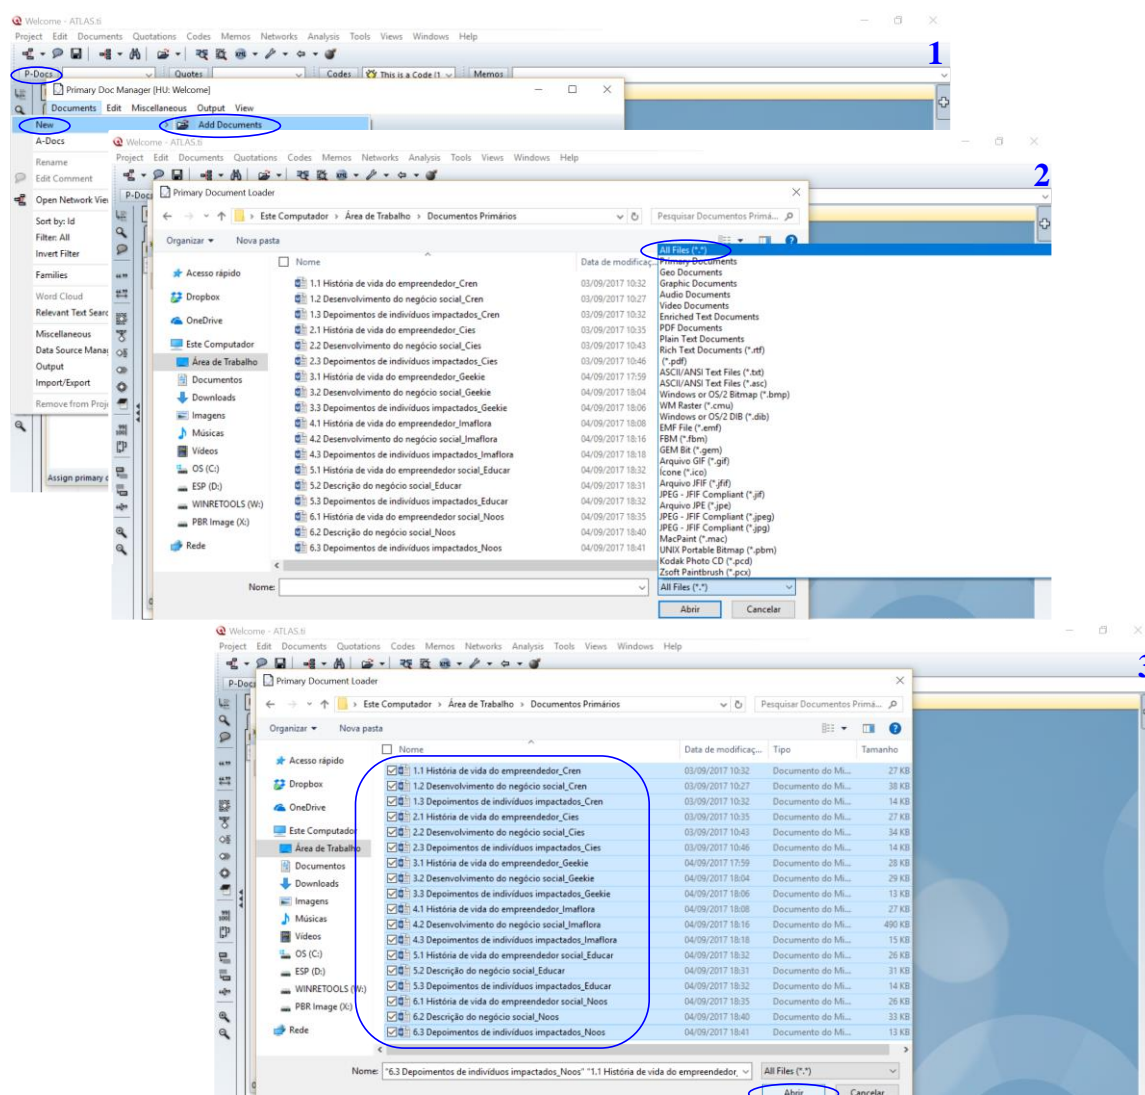 Welcome - ATLAS.ti
Project Edit Documents Quotations Codes Memos Networks Analysis Tools Views Windows Help
1
P-Docs Quotes Codes This is a Code (1 Memos
Primary Doc Manager [HU: Welcome]
Documents Edit Miscellaneous Output View
New Add Documents
A-Docs
Rename
Edit Comment
Open Network Vie
Sort by: Id
Filter: All
Invert Filter
Families
Word Cloud
Relevant Text Searc
Miscellaneous
Data Source Mana
Output
Import/Export
Remove from Proj
Assign primary
Welcome - ATLAS.ti
Project Edit Documents Quotations Codes Memos Networks Analysis Tools Views Windows Help
2
P-Docs
Primary Document Loader
Este Computador > Área de Trabalho > Documentos Primários
Pesquisar Documentos Primá...
Organizar Nova pasta
Acesso rápido
Dropbox
OneDrive
Este Computador
Área de Trabalho
Documentos
Downloads
Imagens
Músicas
Vídeos
OS (C:)
ESP (D:)
WINRETOOLS (W:)
PBR Image (X:)
Rede
Nome Data de modificaç...
1.1 História de vida do empreendedor_Cren 03/09/2017 10:32
1.2 Desenvolvimento do negócio social_Cren 03/09/2017 10:27
1.3 Depoimentos de indivíduos impactados_Cren 03/09/2017 10:32
2.1 História de vida do empreendedor_Cies 03/09/2017 10:35
2.2 Desenvolvimento do negócio social_Cies 03/09/2017 10:43
2.3 Depoimentos de indivíduos impactados_Cies 03/09/2017 10:46
3.1 História de vida do empreendedor_Geekie 04/09/2017 17:59
3.2 Desenvolvimento do negócio social_Geekie 04/09/2017 18:04
3.3 Depoimentos de indivíduos impactados_Geekie 04/09/2017 18:06
4.1 História de vida do empreendedor_Imaflora 04/09/2017 18:08
4.2 Desenvolvimento do negócio social_Imaflora 04/09/2017 18:16
4.3 Depoimentos de indivíduos impactados_Imaflora 04/09/2017 18:18
5.1 História de vida do empreendedor social_Educar 04/09/2017 18:32
5.2 Descrição do negócio social_Educar 04/09/2017 18:31
5.3 Depoimentos de indivíduos impactados_Educar 04/09/2017 18:32
6.1 História de vida do empreendedor social_Noos 04/09/2017 18:35
6.2 Descrição do negócio social_Noos 04/09/2017 18:40
6.3 Depoimentos de indivíduos impactados_Noos 04/09/2017 18:41
All Files (*.*)
Primary Documents
Geo Documents
Graphic Documents
Audio Documents
Video Documents
Enriched Text Documents
PDF Documents
Plain Text Documents
Rich Text Documents (*.rtf)
(*.pdf)
ASCII/ANSI Text Files (*.txt)
ASCII/ANSI Text Files (*.asc)
Windows or OS/2 Bitmap (*.bmp)
WM Raster (*.cmu)
Windows or OS/2 DIB (*.dib)
EMF File (*.emf)
FBM (*.fbm)
GEM Bit (*.gem)
Arquivo GIF (*.gif)
Ícone (*.ico)
Arquivo JFIF (*.jfif)
JPEG - JFIF Compliant (*.jif)
Arquivo JPE (*.jpe)
JPEG - JFIF Compliant (*.jpeg)
JPEG - JFIF Compliant (*.jpg)
MacPaint (*.mac)
UNIX Portable Bitmap (*.pbm)
Kodak Photo CD (*.pcd)
Zsoft Paintbrush (*.pcx)
Nome: All Files (*.*)
Abrir Cancelar
Welcome - ATLAS.ti
Project Edit Documents Quotations Codes Memos Networks Analysis Tools Views Windows Help
3
P-Docs
Primary Document Loader
Este Computador > Área de Trabalho > Documentos Primários
Pesquisar Documentos Primá...
Organizar Nova pasta
Acesso rápido
Dropbox
OneDrive
Este Computador
Área de Trabalho
Documentos
Downloads
Imagens
Músicas
Vídeos
OS (C:)
ESP (D:)
WINRETOOLS (W:)
PBR Image (X:)
Rede
Nome Data de modificaç... Tipo Tamanho
1.1 História de vida do empreendedor_Cren 03/09/2017 10:32 Documento do Mi... 27 KB
1.2 Desenvolvimento do negócio social_Cren 03/09/2017 10:27 Documento do Mi... 38 KB
1.3 Depoimentos de indivíduos impactados_Cren 03/09/2017 10:32 Documento do Mi... 14 KB
2.1 História de vida do empreendedor_Cies 03/09/2017 10:35 Documento do Mi... 27 KB
2.2 Desenvolvimento do negócio social_Cies 03/09/2017 10:43 Documento do Mi... 34 KB
2.3 Depoimentos de indivíduos impactados_Cies 03/09/2017 10:46 Documento do Mi... 14 KB
3.1 História de vida do empreendedor_Geekie 04/09/2017 17:59 Documento do Mi... 28 KB
3.2 Desenvolvimento do negócio social_Geekie 04/09/2017 18:04 Documento do Mi... 29 KB
3.3 Depoimentos de indivíduos impactados_Geekie 04/09/2017 18:06 Documento do Mi... 13 KB
4.1 História de vida do empreendedor_Imaflora 04/09/2017 18:08 Documento do Mi... 27 KB
4.2 Desenvolvimento do negócio social_Imaflora 04/09/2017 18:16 Documento do Mi... 490 KB
4.3 Depoimentos de indivíduos impactados_Imaflora 04/09/2017 18:18 Documento do Mi... 15 KB
5.1 História de vida do empreendedor social_Educar 04/09/2017 18:32 Documento do Mi... 26 KB
5.2 Descrição do negócio social_Educar 04/09/2017 18:31 Documento do Mi... 31 KB
5.3 Depoimentos de indivíduos impactados_Educar 04/09/2017 18:32 Documento do Mi... 14 KB
6.1 História de vida do empreendedor social_Noos 04/09/2017 18:35 Documento do Mi... 26 KB
6.2 Descrição do negócio social_Noos 04/09/2017 18:40 Documento do Mi... 33 KB
6.3 Depoimentos de indivíduos impactados_Noos 04/09/2017 18:41 Documento do Mi... 13 KB
Nome: "6.3 Depoimentos de indivíduos impactados_Noos" "1.1 História de vida do empreendedor_ All Files (*.*)
Abrir Cancelar